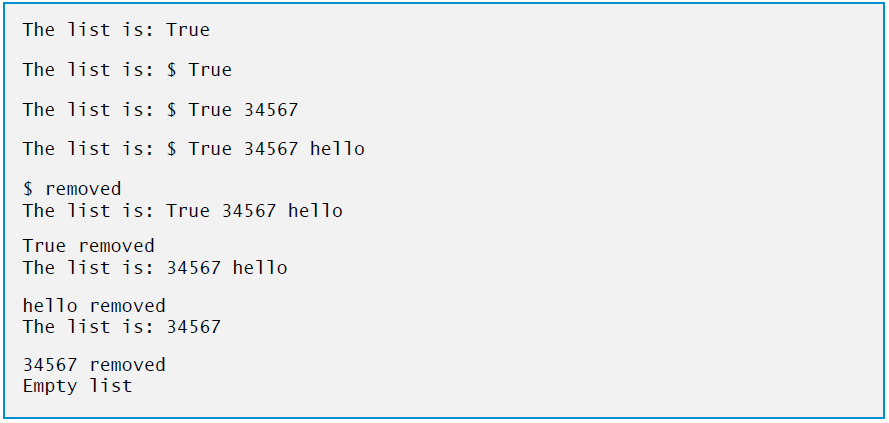 The list is: True
The list is: $ True
The list is: $ True 34567
The list is: $ True 34567 hello
$ removed
The list is: True 34567 hello
True removed
The list is: 34567 hello
hello removed
The list is: 34567
34567 removed
Empty list